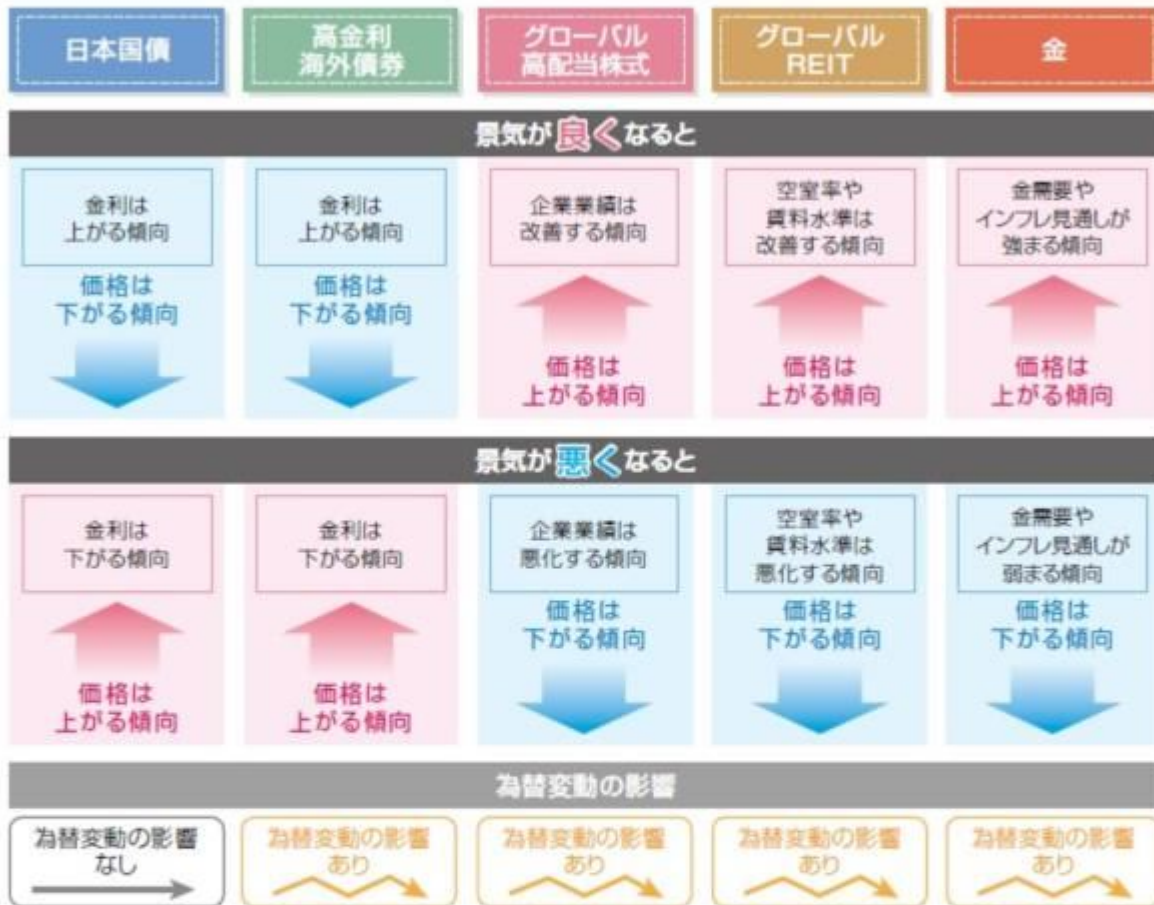 日本国債
高金利
海外債券
グローバル
高配当株式
グローバル
REIT
金
景気が良くなると
金利は
上がる傾向
価格は
下がる傾向
金利は
上がる傾向
価格は
下がる傾向
企業業績は
改善する傾向
価格は
上がる傾向
空室率や
賃料水準は
改善する傾向
価格は
上がる傾向
金需要や
インフレ見通しが
強まる傾向
価格は
上がる傾向
景気が悪くなると
金利は
下がる傾向
価格は
上がる傾向
金利は
下がる傾向
価格は
上がる傾向
企業業績は
悪化する傾向
価格は
下がる傾向
空室率や
賃料水準は
悪化する傾向
価格は
下がる傾向
金需要や
インフレ見通しが
弱まる傾向
価格は
下がる傾向
為替変動の影響
為替変動の影響
なし
為替変動の影響
あり
為替変動の影響
あり
為替変動の影響
あり
為替変動の影響
あり